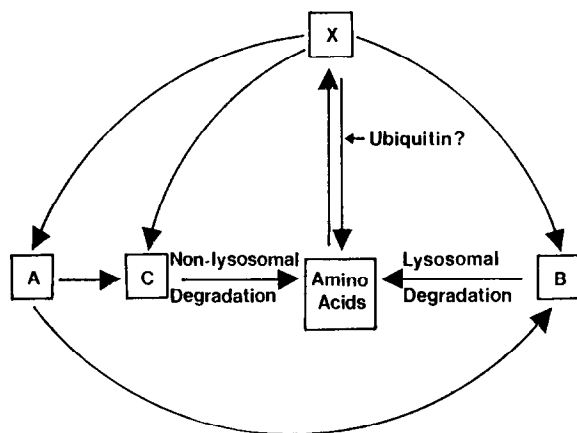 X
Ubiquitin?
A
C
Non-lysosomal
Degradation
Amino
Acids
Lysosomal
Degradation
B